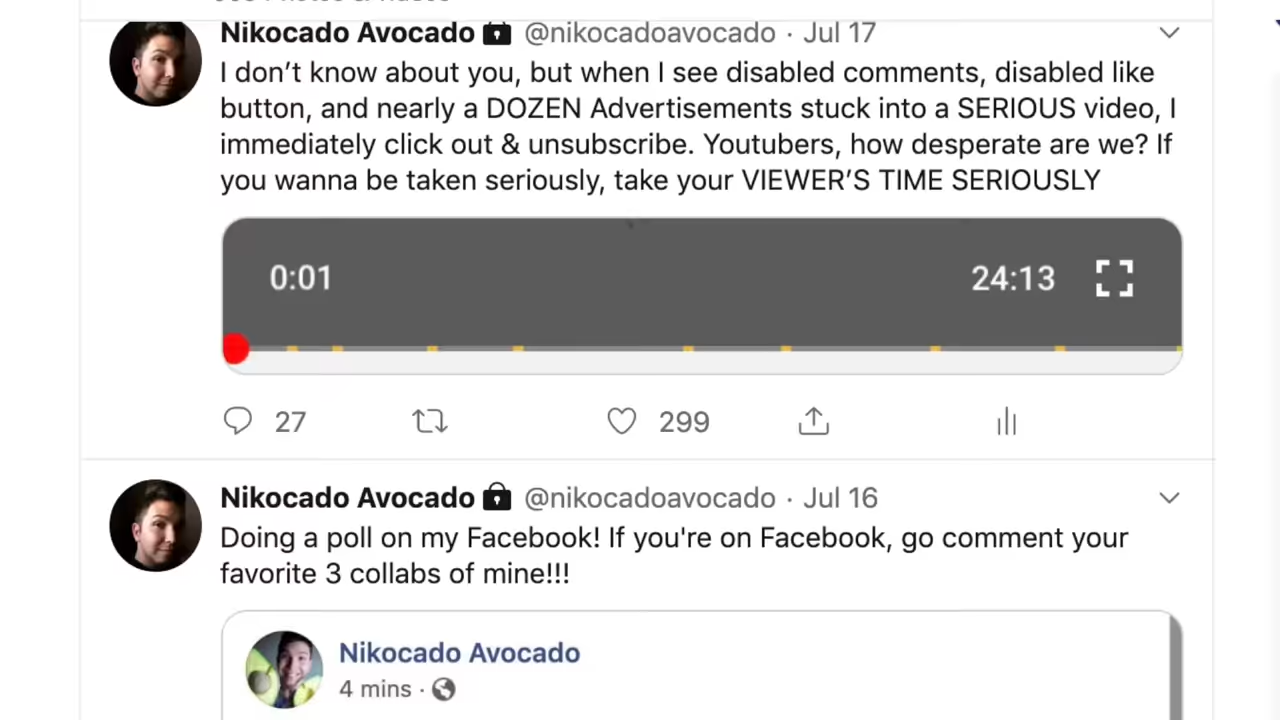 Nikocado Avocado @nikocadoavocado · Jul 17
I don’t know about you, but when I see disabled comments, disabled like
button, and nearly a DOZEN Advertisements stuck into a SERIOUS video, I
immediately click out & unsubscribe. Youtubers, how desperate are we? If
you wanna be taken seriously, take your VIEWER’S TIME SERIOUSLY
0:01 24:13
27 299
Nikocado Avocado @nikocadoavocado · Jul 16
Doing a poll on my Facebook! If you're on Facebook, go comment your
favorite 3 collabs of mine!!!
Nikocado Avocado
4 mins ·